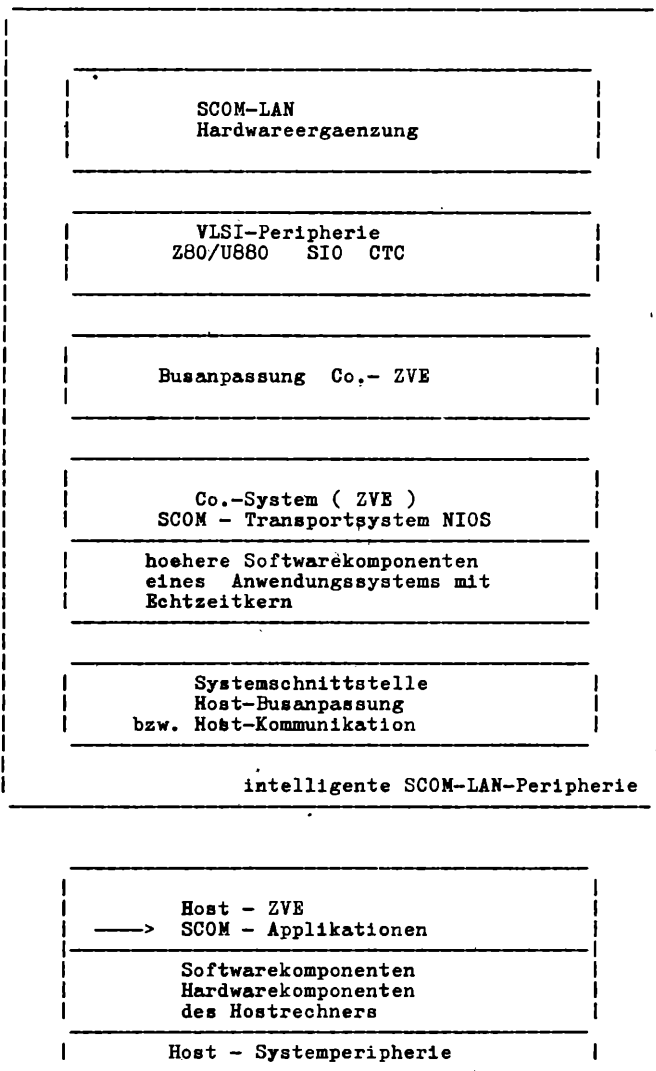 SCOM-LAN
Hardwareergaenzung
VLSI-Peripherie
Z80/U880 SIO CTC
Busanpassung Co.- ZVE
Co.-System ( ZVE )
SCOM - Transportsystem NIOS
hoehere Softwarekomponenten
eines Anwendungssystems mit
Echtzeitkern
Systemschnittstelle
Host-Busanpassung
bzw. Host-Kommunikation
intelligente SCOM-LAN-Peripherie
Host - ZVE
----> SCOM - Applikationen
Softwarekomponenten
Hardwarekomponenten
des Hostrechners
Host - Systemperipherie